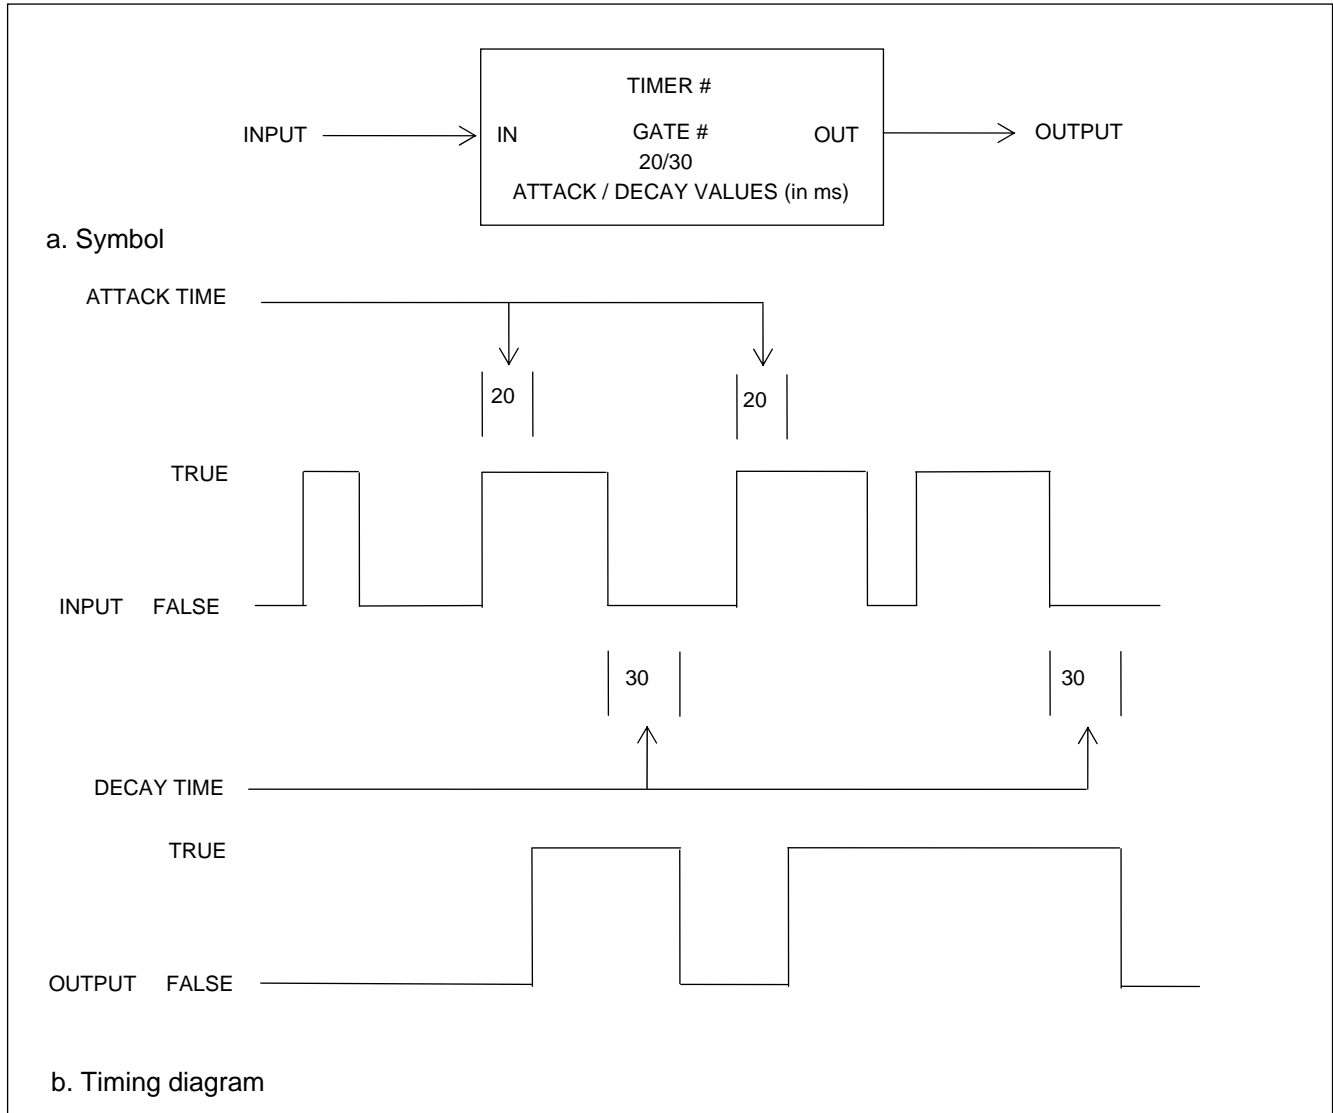 TIMER #
INPUT
IN
GATE #
OUT
OUTPUT
20/30
ATTACK / DECAY VALUES (in ms)
a. Symbol
ATTACK TIME
20
20
TRUE
INPUT FALSE
30
30
DECAY TIME
TRUE
OUTPUT FALSE
b. Timing diagram